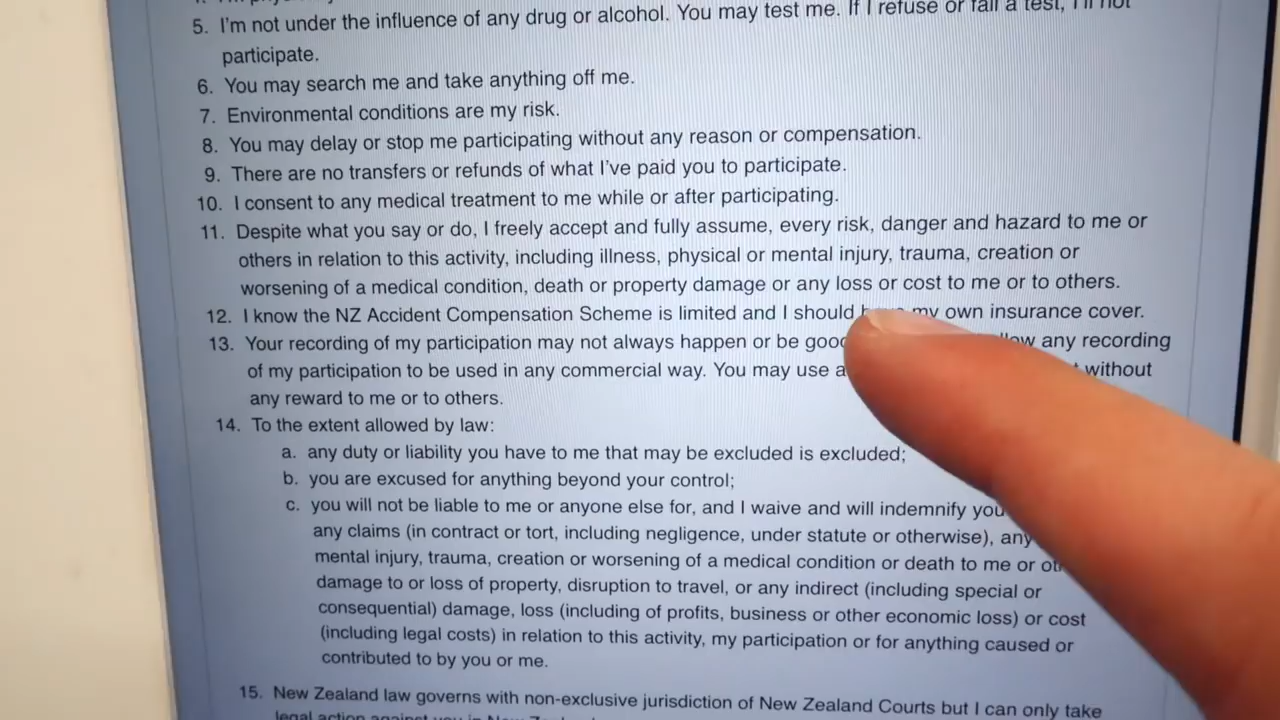 5. I'm not under the influence of any drug or alcohol. You may test me. If I refuse or fail a test, I'll not
participate.
6. You may search me and take anything off me.
7. Environmental conditions are my risk.
8. You may delay or stop me participating without any reason or compensation.
9. There are no transfers or refunds of what I've paid you to participate.
10. I consent to any medical treatment to me while or after participating.
11. Despite what you say or do, I freely accept and fully assume, every risk, danger and hazard to me or
others in relation to this activity, including illness, physical or mental injury, trauma, creation or
worsening of a medical condition, death or property damage or any loss or cost to me or to others.
12. I know the NZ Accident Compensation Scheme is limited and I should my own insurance cover.
13. Your recording of my participation may not always happen or be any recording
of my participation to be used in any commercial way. You may use without
any reward to me or to others.
14. To the extent allowed by law:
a. any duty or liability you have to me that may be excluded is excluded;
b. you are excused for anything beyond your control;
c. you will not be liable to me or anyone else for, and I waive and will indemnify you
any claims (in contract or tort, including negligence, under statute or otherwise), any
mental injury, trauma, creation or worsening of a medical condition or death to me or
damage to or loss of property, disruption to travel, or any indirect (including special or
consequential) damage, loss (including of profits, business or other economic loss) or cost
(including legal costs) in relation to this activity, my participation or for anything caused or
contributed to by you or me.
15. New Zealand law governs with non-exclusive jurisdiction of New Zealand Courts but I can only take
legal action against you in New